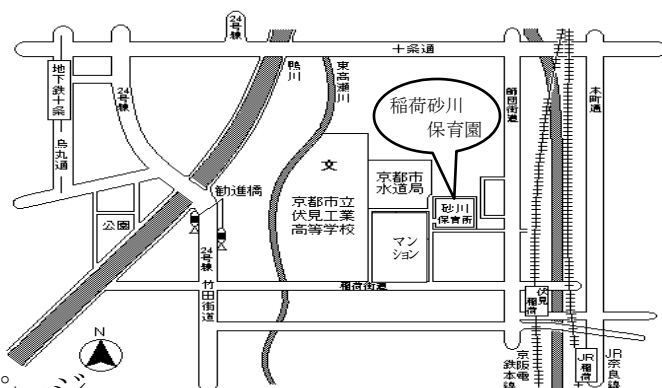 24号線
十条通
地下鉄十条
烏丸通
24号線
鴨川
東高瀬川
師団街道
本町通
稲荷砂川
保育園
文
京都市立
伏見工業
高等学校
京都市
水道局
砂川
保育所
マン
ション
勧進橋
公園
24号線
竹田街道
稲荷街道
伏見
稲荷
N
京阪電
鉄本線
JR稲荷
JR奈良線